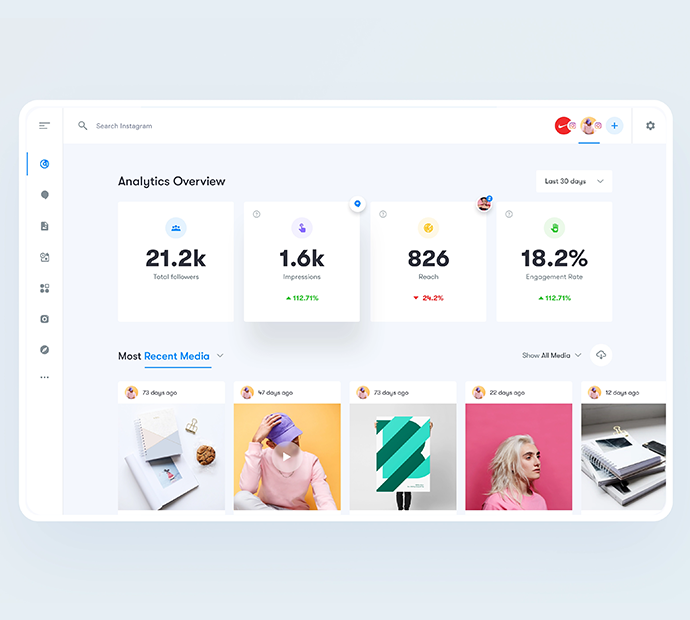 Search Instagram
Analytics Overview
Last 30 days
21.2k
Total followers
1.6k
Impressions
112.71%
826
Reach
24.2%
18.2%
Engagement Rate
112.71%
Most Recent Media
Show All Media
73 days ago
47 days ago
73 days ago
22 days ago
12 days ago